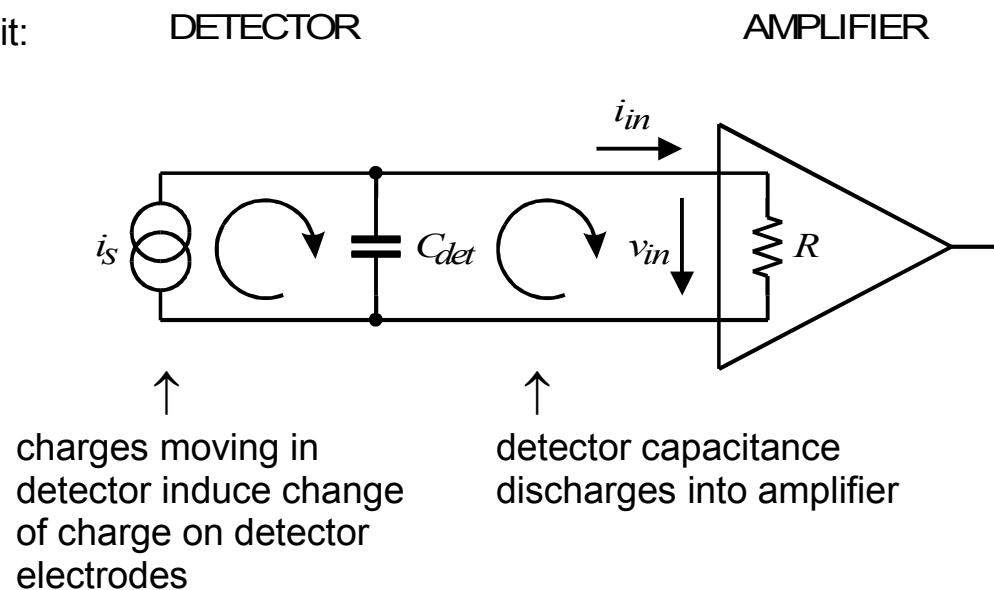 it:
DETECTOR
AMPLIFIER
i_in
i_S
C_det
v_in
R
↑
↑
charges moving in
detector induce change
of charge on detector
electrodes
detector capacitance
discharges into amplifier